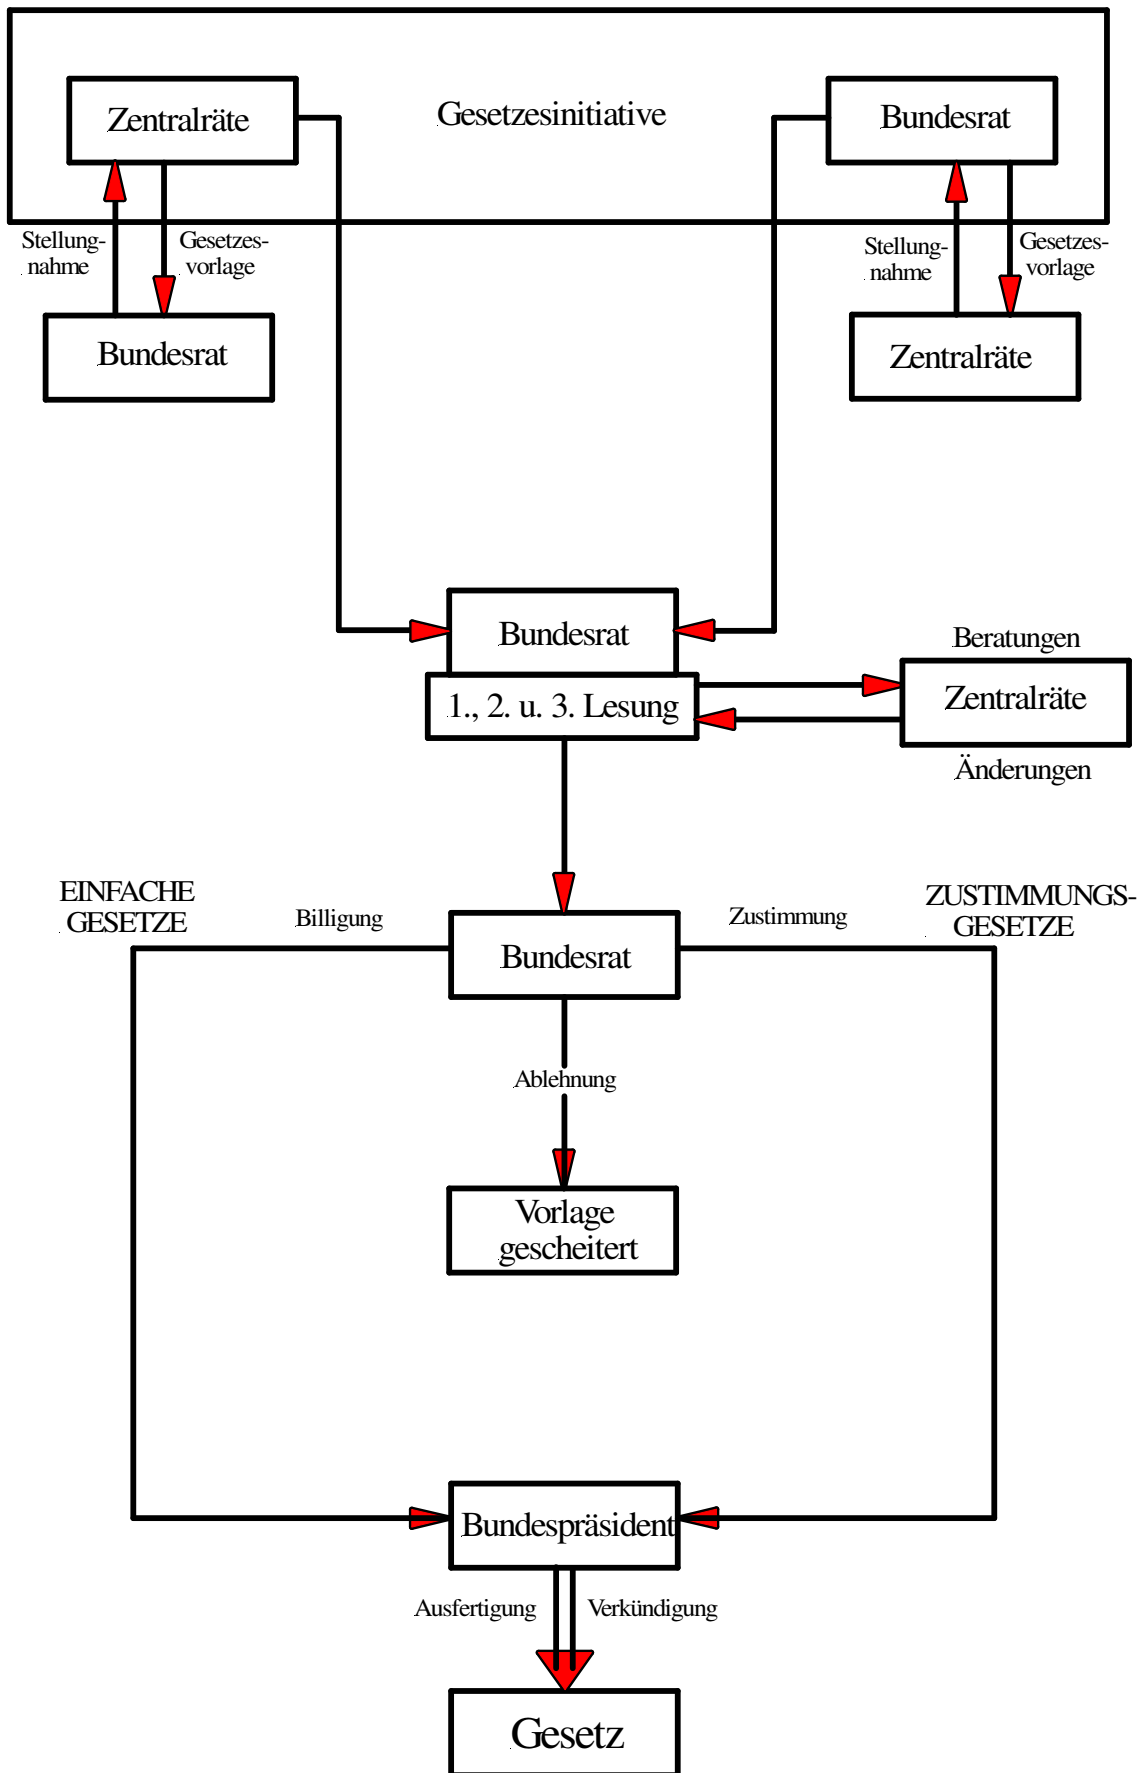 Zentralräte
Gesetzesinitiative
Bundesrat
Stellung-
nahme
Gesetzes-
vorlage
Stellung-
nahme
Gesetzes-
vorlage
Bundesrat
Zentralräte
Bundesrat
1., 2. u. 3. Lesung
Beratungen
Zentralräte
Änderungen
EINFACHE
GESETZE
Billigung
Bundesrat
Zustimmung
ZUSTIMMUNGS-
GESETZE
Ablehnung
Vorlage
gescheitert
Bundespräsident
Ausfertigung
Verkündigung
Gesetz